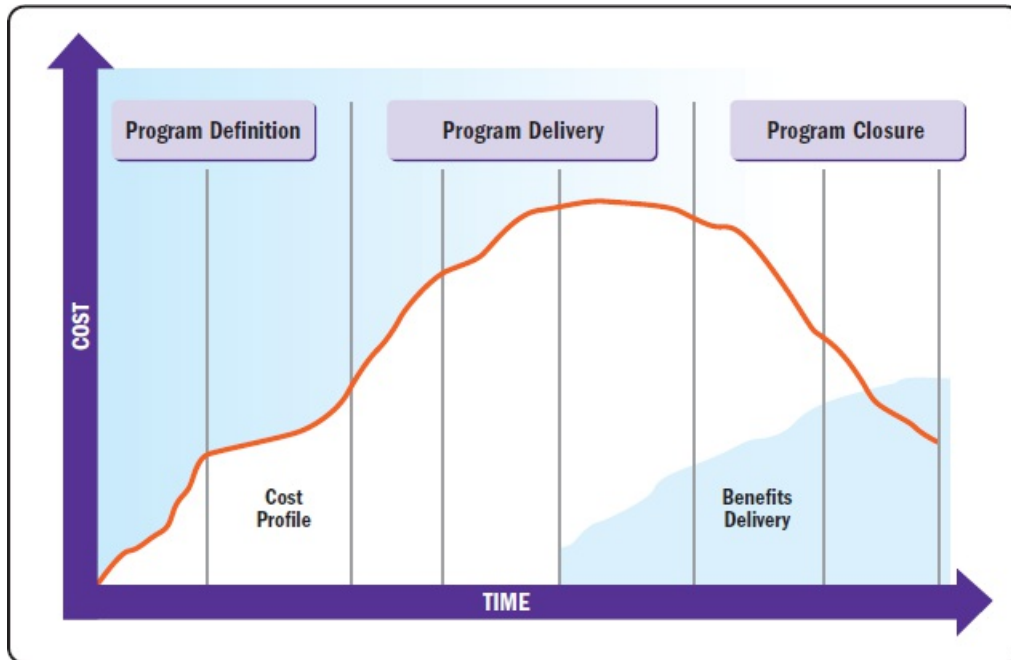 Program Definition
Program Delivery
Program Closure
COST
Cost
Profile
Benefits
Delivery
TIME